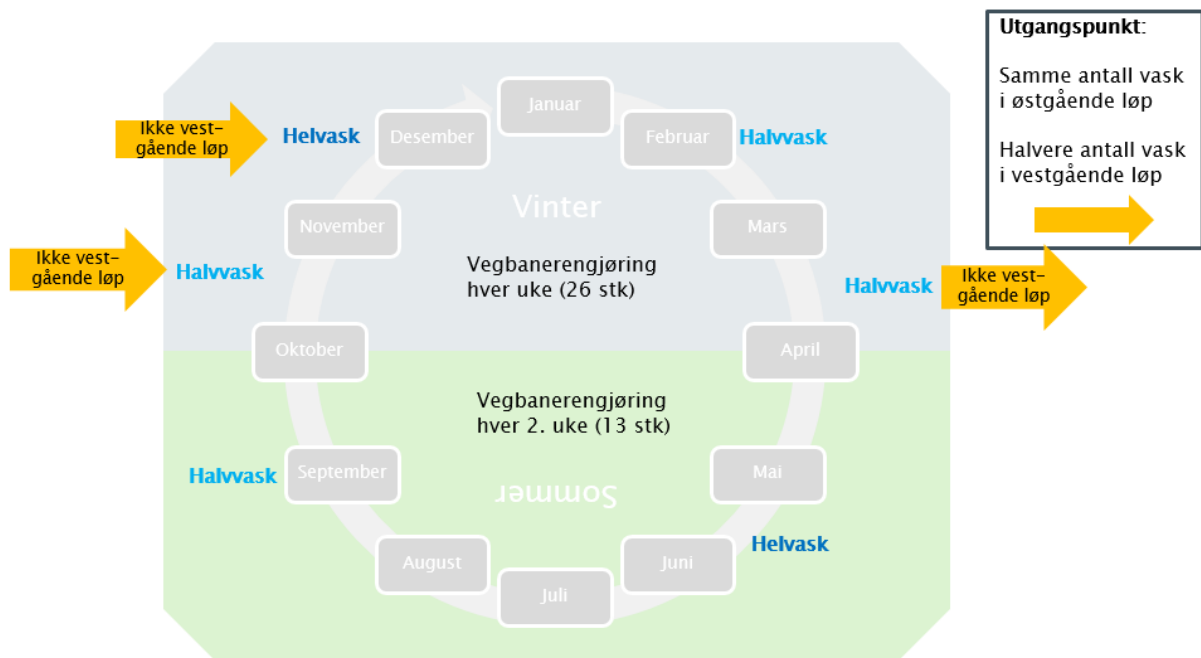 Utgangspunkt:
Samme antall vask
i østgående løp
Halvere antall vask
i vestgående løp
Januar
Februar
Halvvask
Mars
Halvvask
Ikke vest-
gående løp
April
Mai
Helvask
Juni
Juli
August
September
Halvvask
Oktober
Ikke vest-
gående løp
Halvvask
November
Ikke vest-
gående løp
Helvask
Desember
Vinter
Vegbanerengjøring
hver uke (26 stk)
Vegbanerengjøring
hver 2. uke (13 stk)
Sommer